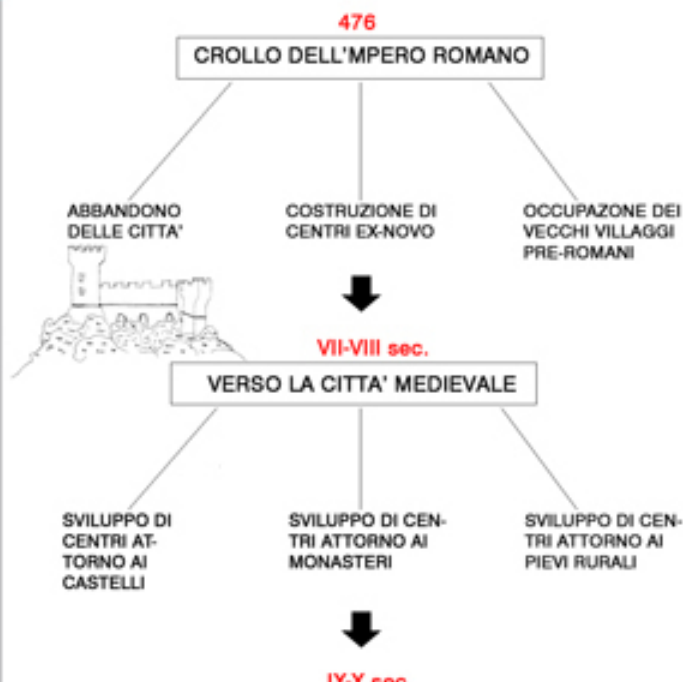 476
CROLLO DELL'MPERO ROMANO
ABBANDONO
DELLE CITTA'
COSTRUZIONE DI
CENTRI EX-NOVO
OCCUPAZONE DEI
VECCHI VILLAGGI
PRE-ROMANI
VII-VIII sec.
VERSO LA CITTA' MEDIEVALE
SVILUPPO DI
CENTRI AT-
TORNO AI
CASTELLI
SVILUPPO DI CEN-
TRI ATTORNO AI
MONASTERI
SVILUPPO DI CEN-
TRI ATTORNO AI
PIEVI RURALI
IX-X sec